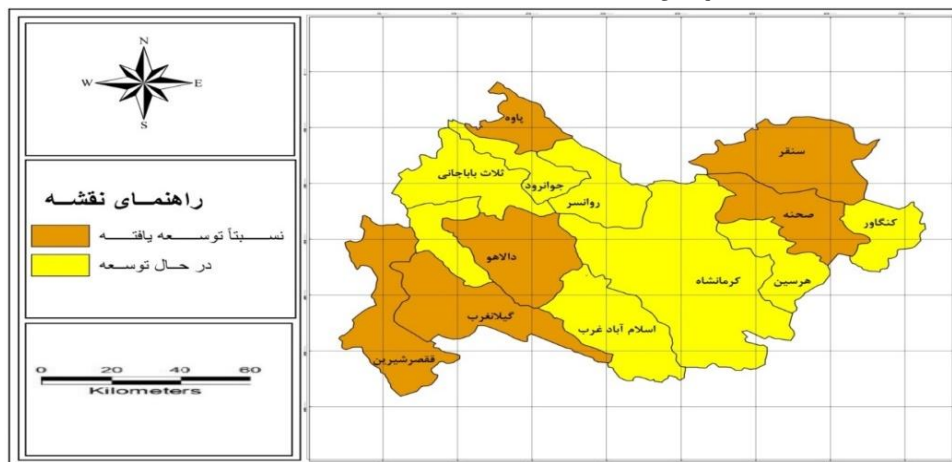 N
W
E
S
راهنمای نقشه
نسبتاً توسعه یافته
در حال توسعه
0 20 40 60
Kilometers
پاوه
ثلاث باباجانی
جوانرود
روانسر
سنقر
صحنه
کنگاور
دالاهو
کرمانشاه
هرسین
گیلانغرب
اسلام آباد غرب
قصرشیرین